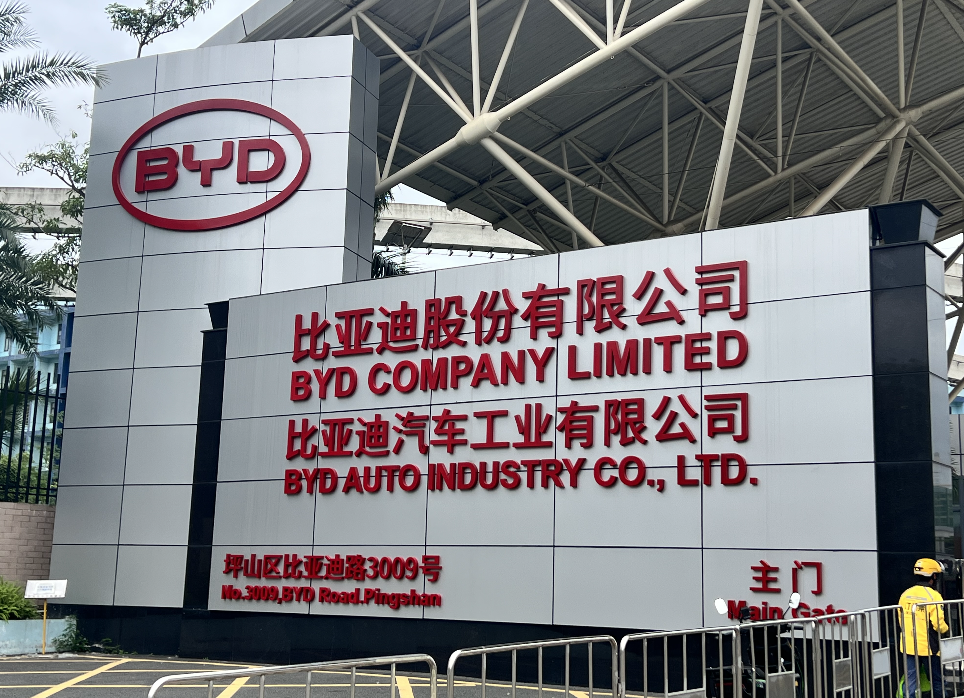 BYD
比亚迪股份有限公司
BYD COMPANY LIMITED
比亚迪汽车工业有限公司
BYD AUTO INDUSTRY CO., LTD.
坪山区比亚迪路3009号
No.3009,BYD Road.Pingshan
主门
Main Gate